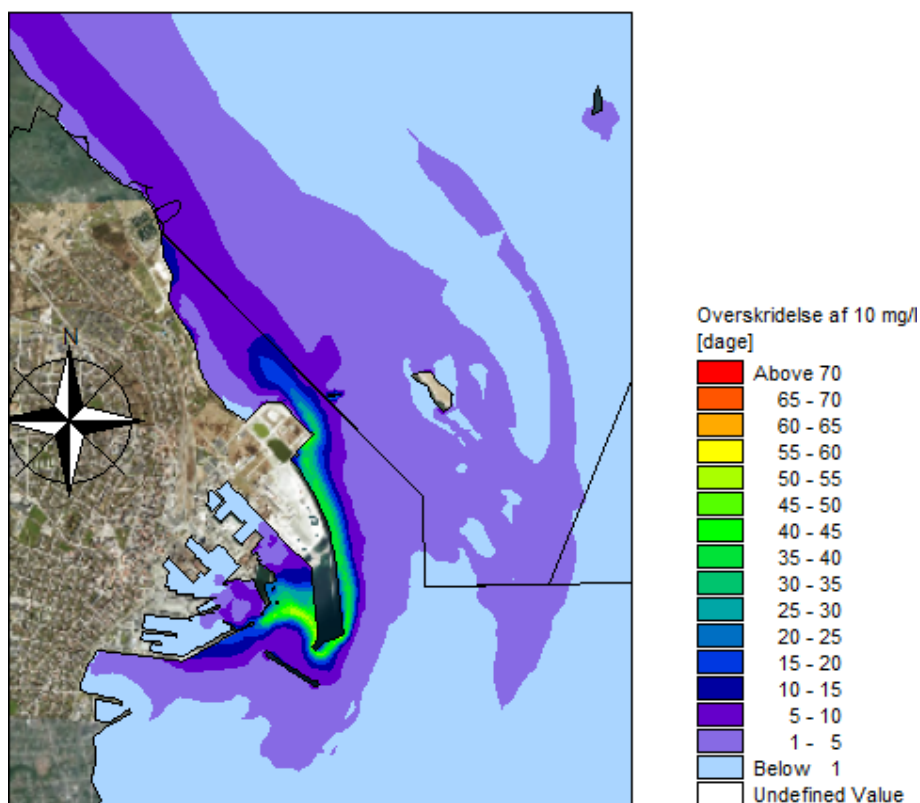 N
Overskridelse af 10 mg/l
[dage]
Above 70
65 - 70
60 - 65
55 - 60
50 - 55
45 - 50
40 - 45
35 - 40
30 - 35
25 - 30
20 - 25
15 - 20
10 - 15
5 - 10
1 - 5
Below 1
Undefined Value